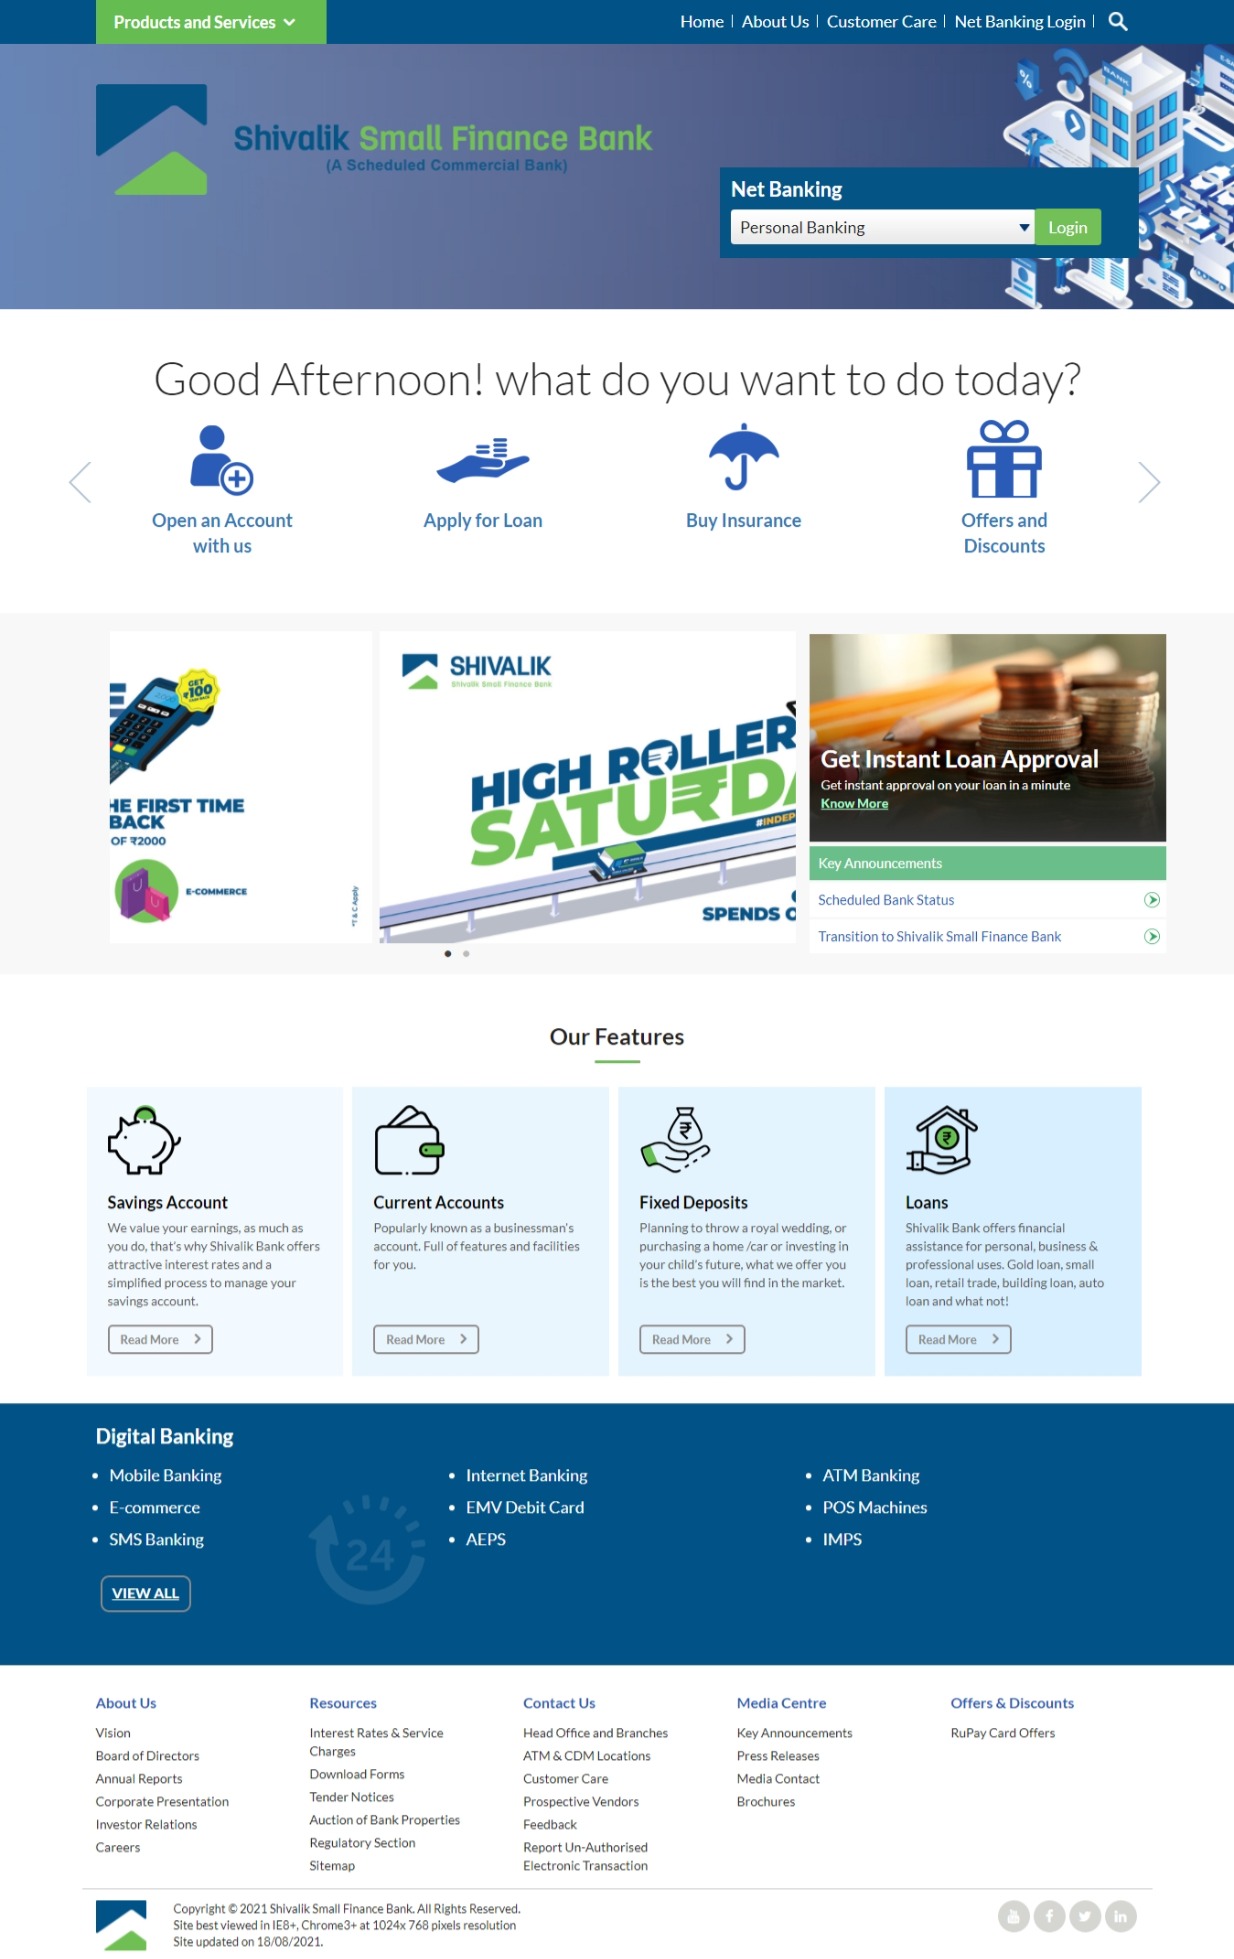 Products and Services
Home
About Us
Customer Care
Net Banking Login
Shivalik Small Finance Bank
(A Scheduled Commercial Bank)
BANK
%
Net Banking
Personal Banking
Login
Good Afternoon! what do you want to do today?
Open an Account
with us
Apply for Loan
Buy Insurance
Offers and
Discounts
GET
₹100
HE FIRST TIME
BACK
OF ₹2000
E-COMMERCE
*T & C Apply
SHIVALIK
Shivalik Small Finance Bank
HIGH ROLLER
SATURDA
#INDEP
SPENDS O
Get Instant Loan Approval
Get instant approval on your loan in a minute
Know More
Key Announcements
Scheduled Bank Status
Transition to Shivalik Small Finance Bank
Our Features
Savings Account
We value your earnings, as much as
you do, that's why Shivalik Bank offers
attractive interest rates and a
simplified process to manage your
savings account.
Read More
Current Accounts
Popularly known as a businessman's
account. Full of features and facilities
for you.
Read More
Fixed Deposits
Planning to throw a royal wedding, or
purchasing a home /car or investing in
your child's future, what we offer you
is the best you will find in the market.
Read More
Loans
Shivalik Bank offers financial
assistance for personal, business &
professional uses. Gold loan, small
loan, retail trade, building loan, auto
loan and what not!
Read More
Digital Banking
Mobile Banking
E-commerce
SMS Banking
Internet Banking
EMV Debit Card
AEPS
ATM Banking
POS Machines
IMPS
24
VIEW ALL
About Us
Vision
Board of Directors
Annual Reports
Corporate Presentation
Investor Relations
Careers
Resources
Interest Rates & Service
Charges
Download Forms
Tender Notices
Auction of Bank Properties
Regulatory Section
Sitemap
Contact Us
Head Office and Branches
ATM & CDM Locations
Customer Care
Prospective Vendors
Feedback
Report Un-Authorised
Electronic Transaction
Media Centre
Key Announcements
Press Releases
Media Contact
Brochures
Offers & Discounts
RuPay Card Offers
Copyright © 2021 Shivalik Small Finance Bank. All Rights Reserved.
Site best viewed in IE8+, Chrome3+ at 1024x 768 pixels resolution
Site updated on 18/08/2021.